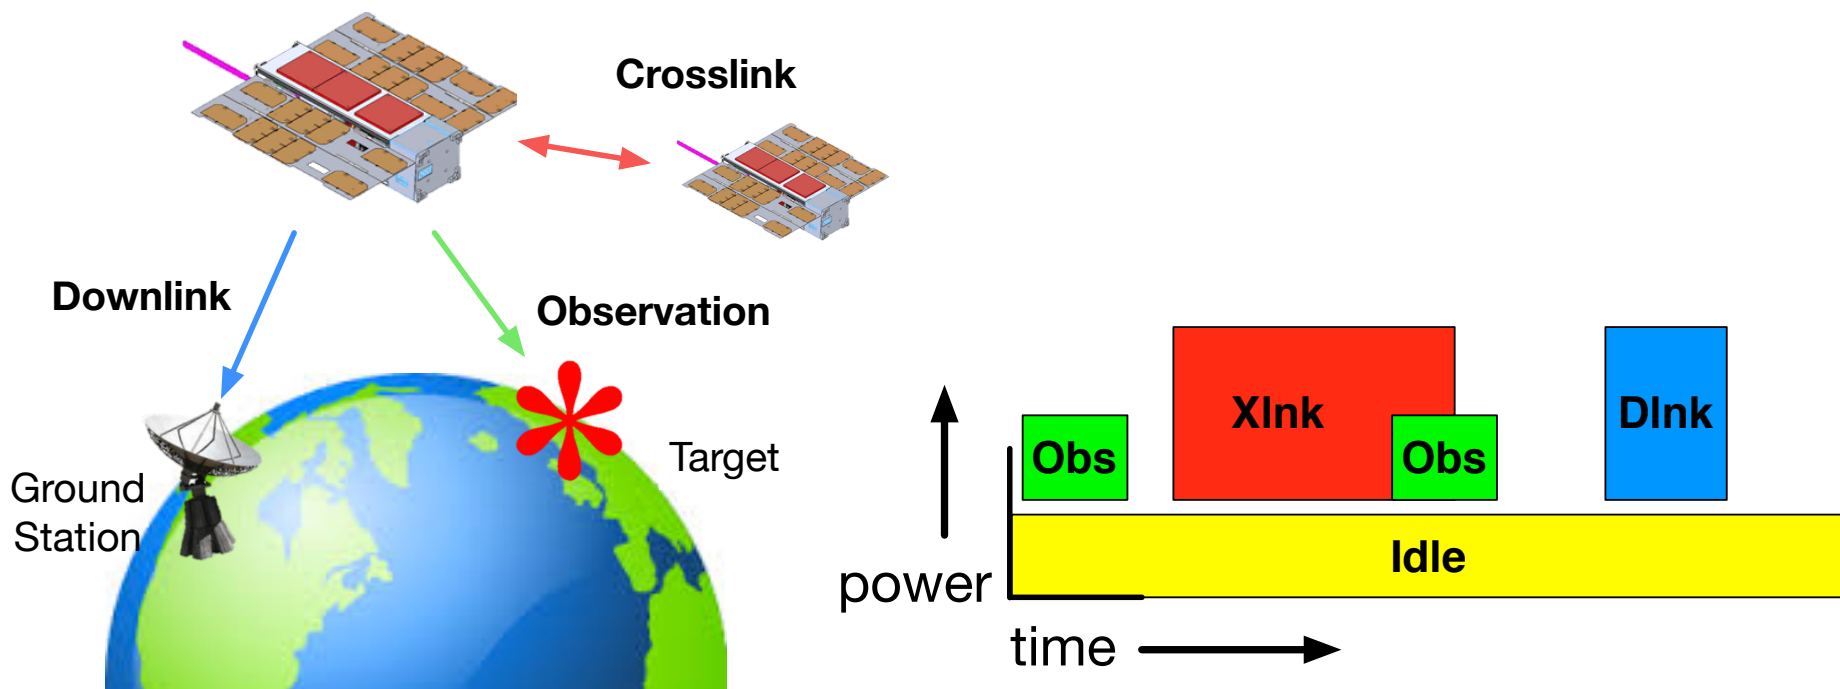 Crosslink
Downlink
Observation
Target
Ground
Station
Xlnk
Dlnk
Obs
Obs
Idle
power
time